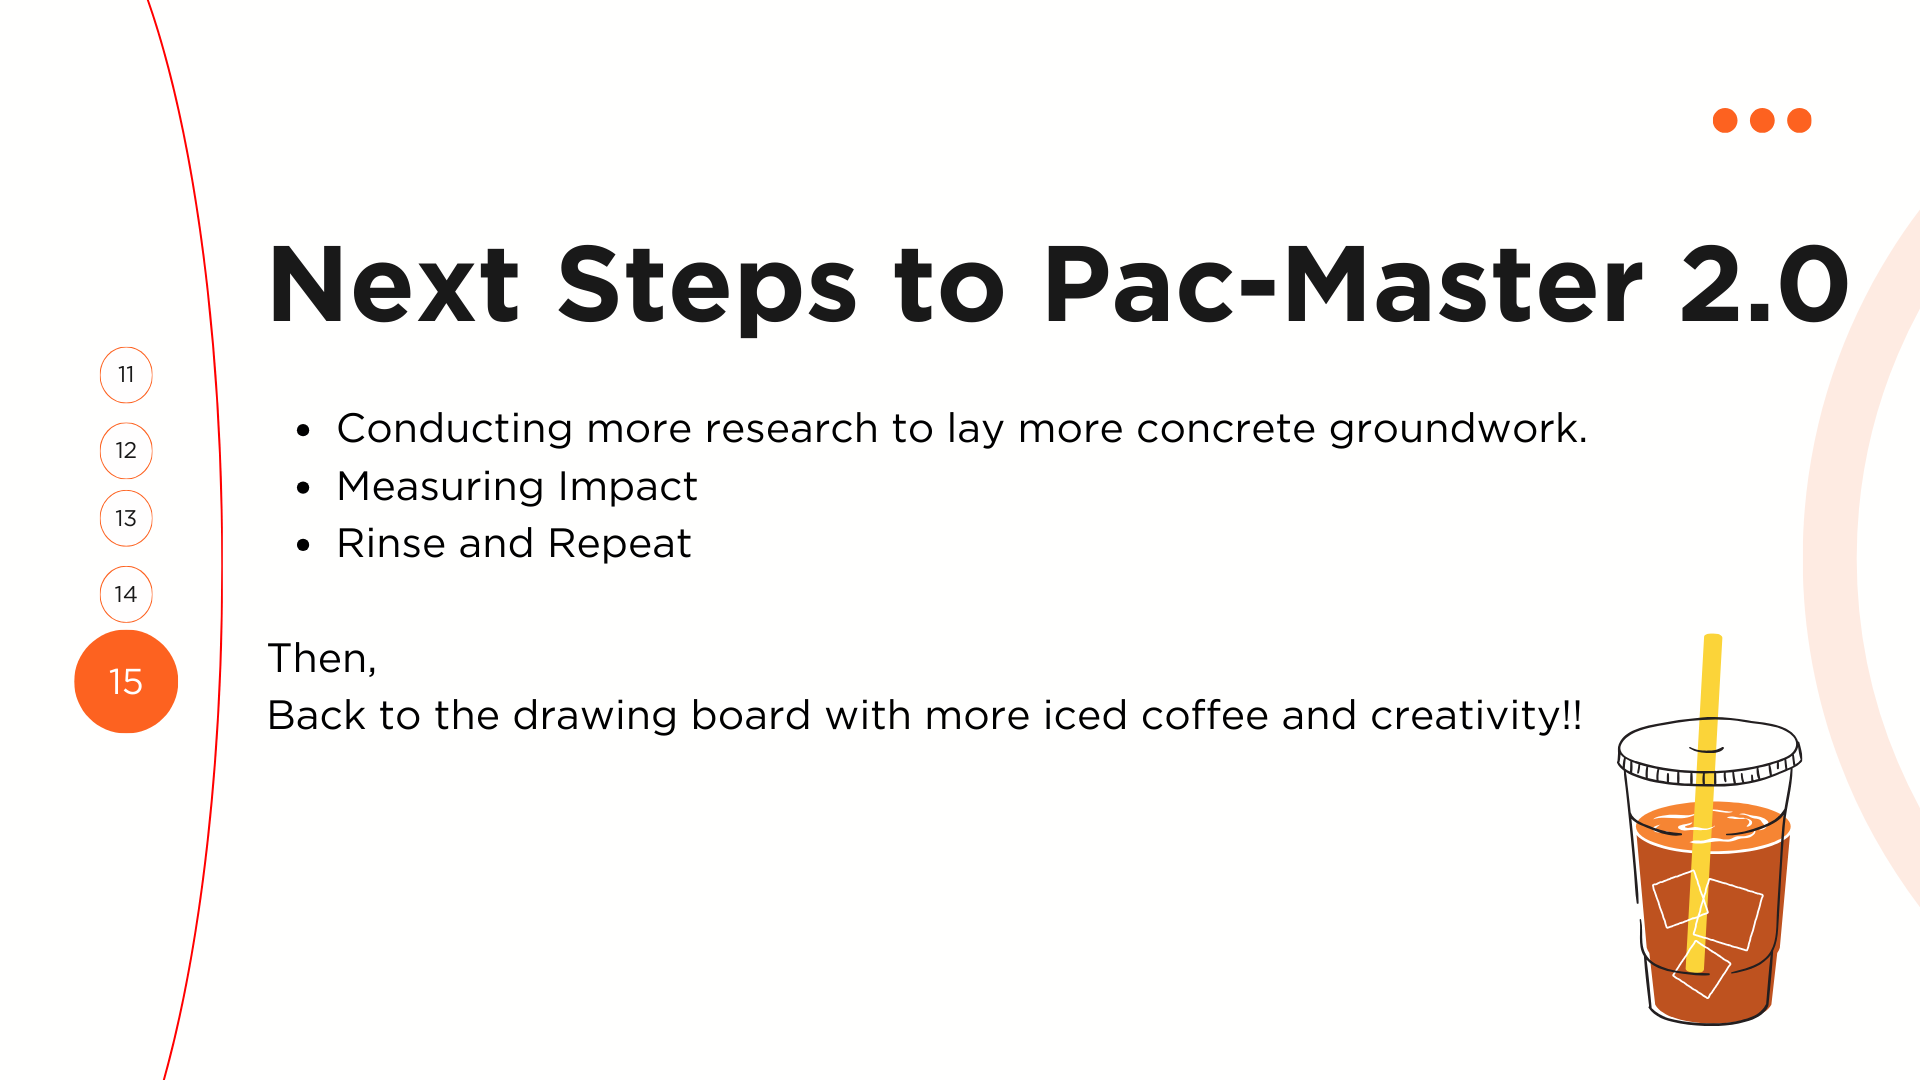 Next Steps to Pac-Master 2.0
11
12
13
14
15
• Conducting more research to lay more concrete groundwork.
• Measuring Impact
• Rinse and Repeat
Then,
Back to the drawing board with more iced coffee and creativity!!